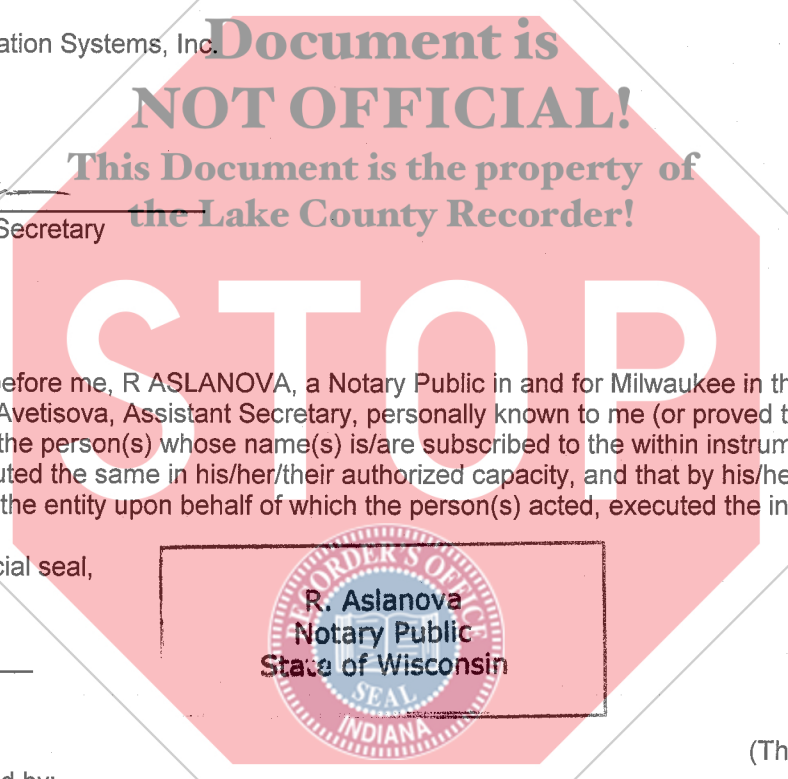 ation Systems, Inc.
Document is
NOT OFFICIAL!
This Document is the property of
the Lake County Recorder!
Secretary
STOP
before me, R ASLANOVA, a Notary Public in and for Milwaukee in th
Avetisova, Assistant Secretary, personally known to me (or proved t
the person(s) whose name(s) is/are subscribed to the within instrum
uted the same in his/her/their authorized capacity, and that by his/he
the entity upon behalf of which the person(s) acted, executed the in
cial seal,
RECORDER'S OFFICE
R. Aslanova
Notary Public
State of Wisconsin
SEAL
INDIANA
(Th
d by: